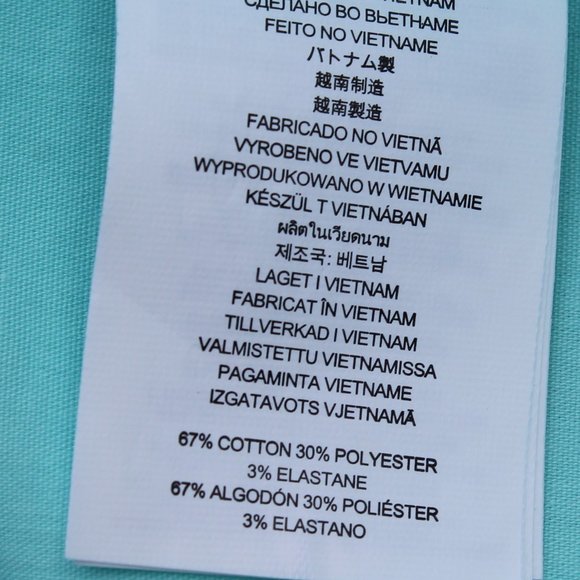 VIETNAM
СДЕЛАНО ВО ВЬЕТНАМЕ
FEITO NO VIETNAME
バトナム製
越南制造
越南製造
FABRICADO NO VIETNÃ
VYROBENO VE VIETVAMU
WYPRODUKOWANO W WIETNAMIE
KÉSZÜL T VIETNÁBAN
ผลิตในเวียดนาม
제조국: 베트남
LAGET I VIETNAM
FABRICAT ÎN VIETNAM
TILLVERKAD I VIETNAM
VALMISTETTU VIETNAMISSA
PAGAMINTA VIETNAME
IZGATAVOTS VJETNAMĀ
67% COTTON 30% POLYESTER
3% ELASTANE
67% ALGODÓN 30% POLIÉSTER
3% ELASTANO